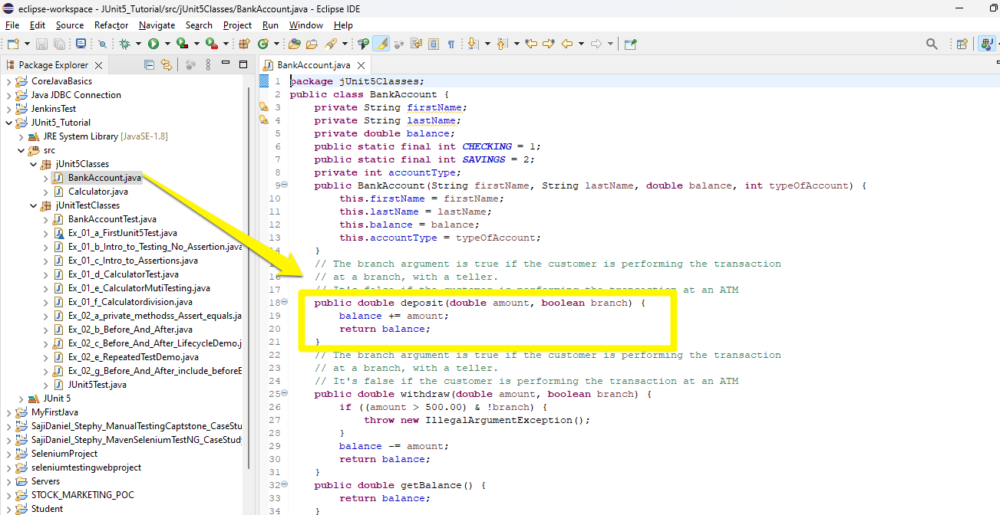 eclipse-workspace - JUnit5_Tutorial/src/jUnit5Classes/BankAccount.java - Eclipse IDE
File Edit Source Refactor Navigate Search Project Run Window Help
Package Explorer
CoreJavaBasics
Java JDBC Connection
JenkinsTest
JUnit5_Tutorial
JRE System Library [JavaSE-1.8]
src
jUnit5Classes
BankAccount.java
Calculator.java
jUnitTestClasses
BankAccountTest.java
Ex_01_a_FirstJunit5Test.java
Ex_01_b_Intro_to_Testing_No_Assertion.java
Ex_01_c_Intro_to_Assertions.java
Ex_01_d_CalculatorTest.java
Ex_01_e_CalculatorMutiTesting.java
Ex_01_f_Calculatordivision.java
Ex_02_a_private_methodss_Assert_equals.ja
Ex_02_b_Before_And_After.java
Ex_02_c_Before_And_After_LifecycleDemo.j
Ex_02_e_RepeatedTestDemo.java
Ex_02_g_Before_And_After_include_beforeE
JUnit5Test.java
JUnit 5
MyFirstJava
SajiDaniel_Stephy_ManualTestingCaptstone_CaseStu
SajiDaniel_Stephy_MavenSeleniumTestNG_CaseStudy
SeleniumProject
seleniumtestingwebproject
Servers
STOCK_MARKETING_POC
Student
BankAccount.java
1 package jUnit5Classes;
2 public class BankAccount {
3 private String firstName;
4 private String lastName;
5 private double balance;
6 public static final int CHECKING = 1;
7 public static final int SAVINGS = 2;
8 private int accountType;
9 public BankAccount(String firstName, String lastName, double balance, int typeOfAccount) {
10 this.firstName = firstName;
11 this.lastName = lastName;
12 this.balance = balance;
13 this.accountType = typeOfAccount;
14 }
15 // The branch argument is true if the customer is performing the transaction
16 // at a branch, with a teller.
17 // It's false if the customer is performing the transaction at an ATM
18 public double deposit(double amount, boolean branch) {
19 balance += amount;
20 return balance;
21 }
22 // The branch argument is true if the customer is performing the transaction
23 // at a branch, with a teller.
24 // It's false if the customer is performing the transaction at an ATM
25 public double withdraw(double amount, boolean branch) {
26 if ((amount > 500.00) & !branch) {
27 throw new IllegalArgumentException();
28 }
29 balance -= amount;
30 return balance;
31 }
32 public double getBalance() {
33 return balance;
34 }